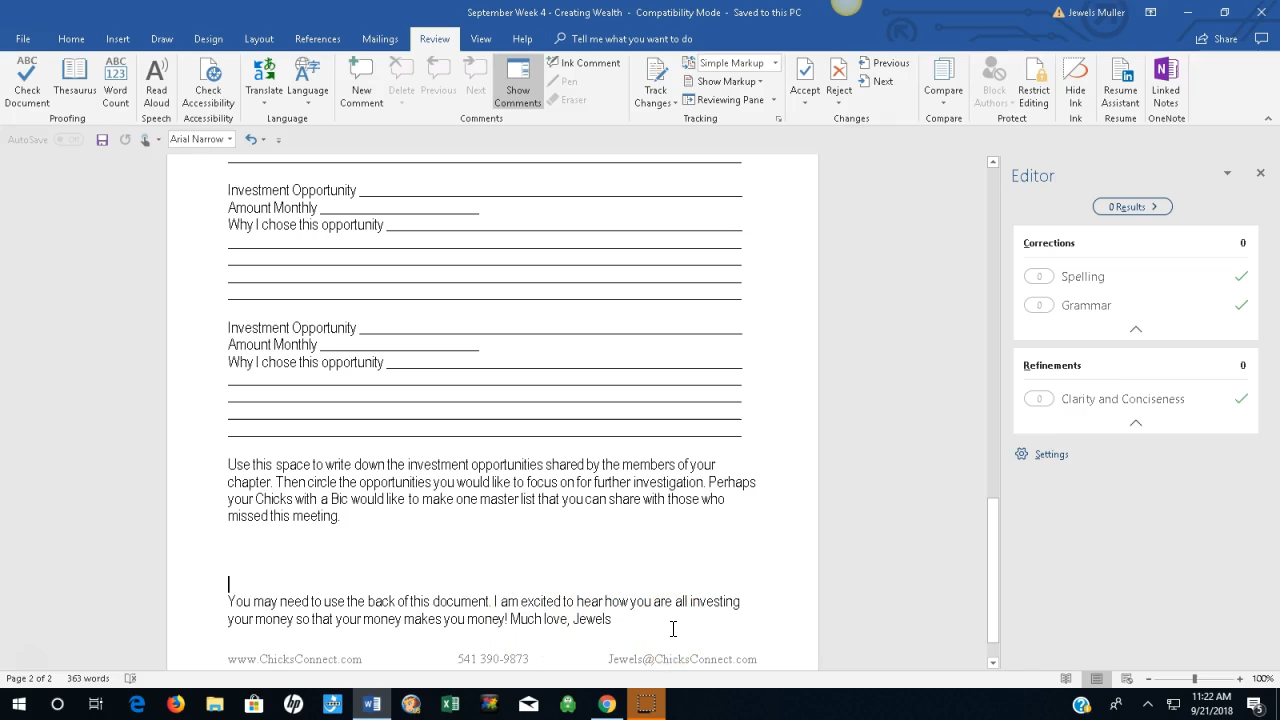 September Week 4 - Creating Wealth - Compatibility Mode - Saved to this PC
Jewels Muller
File Home Insert Draw Design Layout References Mailings Review View Help Tell me what you want to do Share
ABC Check Document
Thesaurus
ABC 123 Word Count
Proofing
Read Aloud
Speech
Check Accessibility
Accessibility
Translate
Language
Language
New Comment
Delete
Previous
Next
Show Comments
Ink Comment
Pen
Eraser
Comments
Track Changes
Simple Markup
Show Markup
Reviewing Pane
Tracking
Accept
Reject
Previous
Next
Changes
Compare
Compare
Block Authors
Restrict Editing
Protect
Hide Ink
Ink
Resume Assistant
Resume
Linked Notes
OneNote
AutoSave Off Arial Narrow
Investment Opportunity
Amount Monthly
Why I chose this opportunity
Investment Opportunity
Amount Monthly
Why I chose this opportunity
Use this space to write down the investment opportunities shared by the members of your
chapter. Then circle the opportunities you would like to focus on for further investigation. Perhaps
your Chicks with a Bic would like to make one master list that you can share with those who
missed this meeting.
You may need to use the back of this document. I am excited to hear how you are all investing
your money so that your money makes you money! Much love, Jewels
www.ChicksConnect.com 541 390-9873 Jewels@ChicksConnect.com
Editor
0 Results
Corrections 0
0 Spelling
0 Grammar
Refinements 0
0 Clarity and Conciseness
Settings
Page 2 of 2 363 words 100%
11:22 AM
9/21/2018